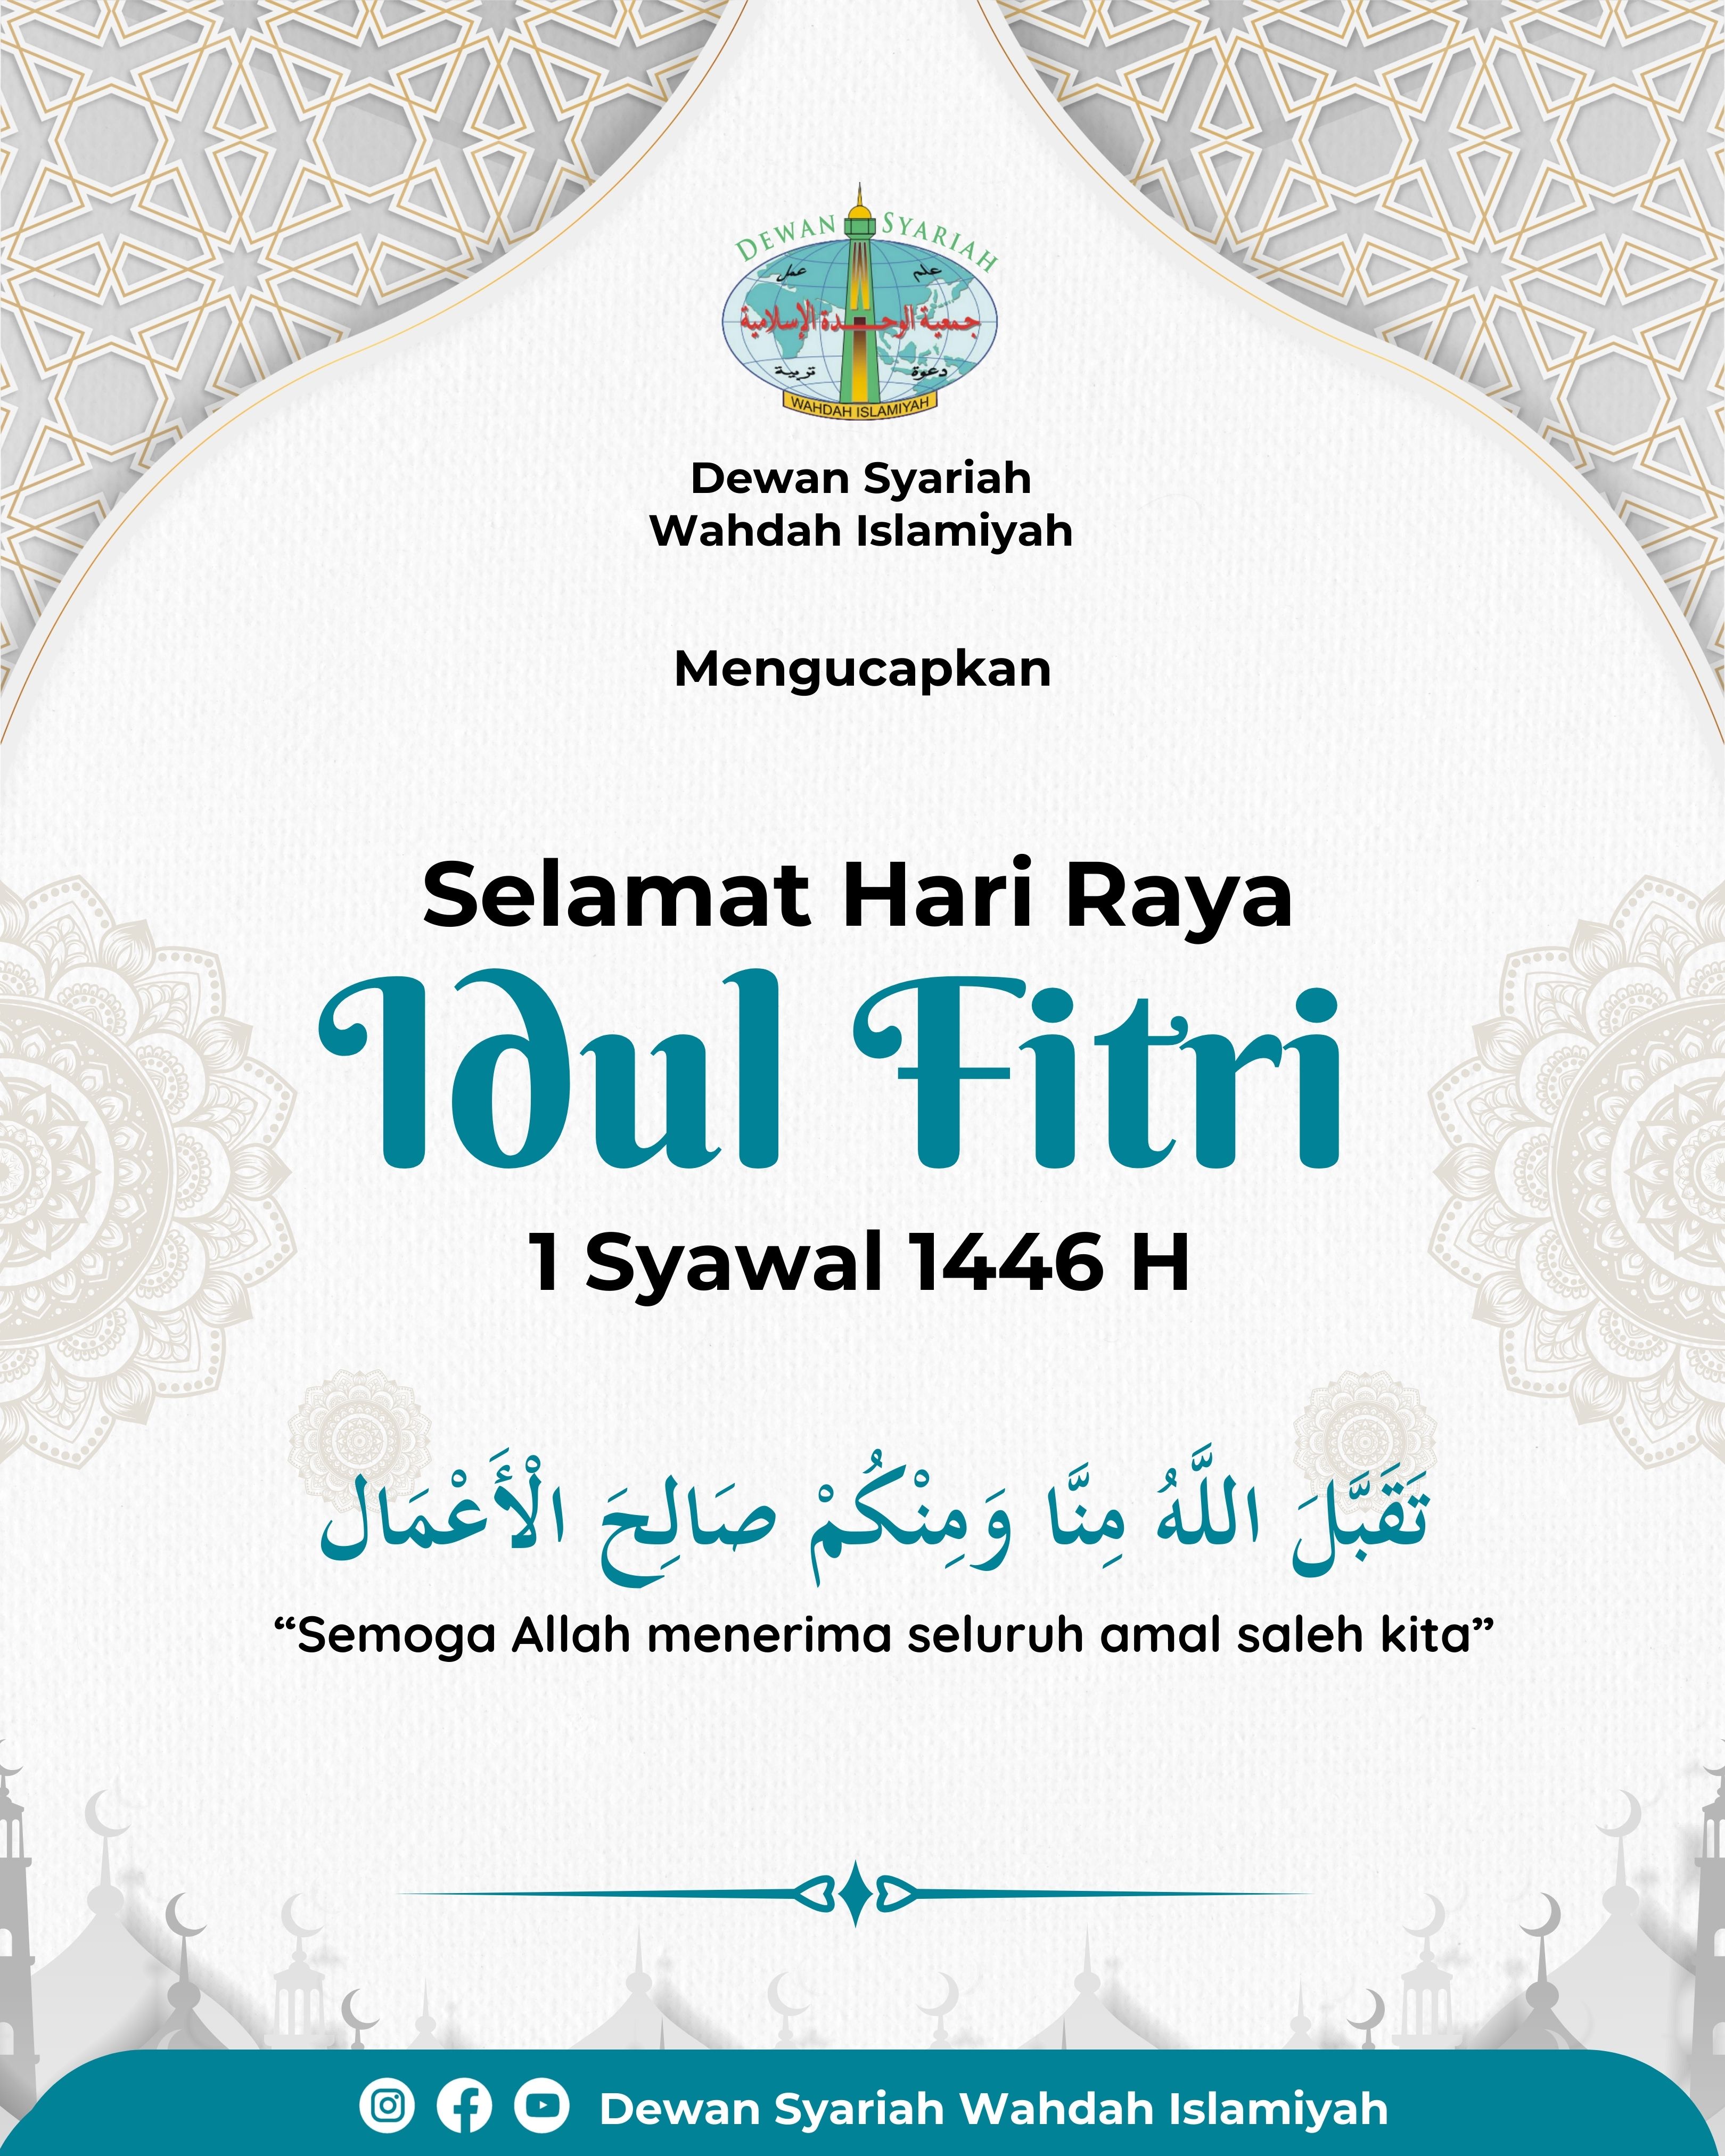 DEWAN SYARIAH
عمل علم
جمعية الوحدة الإسلامية
تربية دعوة
WAHDAH ISLAMIYAH
Dewan Syariah
Wahdah Islamiyah
Mengucapkan
Selamat Hari Raya
Idul Fitri
1 Syawal 1446 H
تَقَبَّلَ اللَّهُ مِنَّا وَمِنْكُمْ صَالِحَ الْأَعْمَال
“Semoga Allah menerima seluruh amal saleh kita”
Dewan Syariah Wahdah Islamiyah